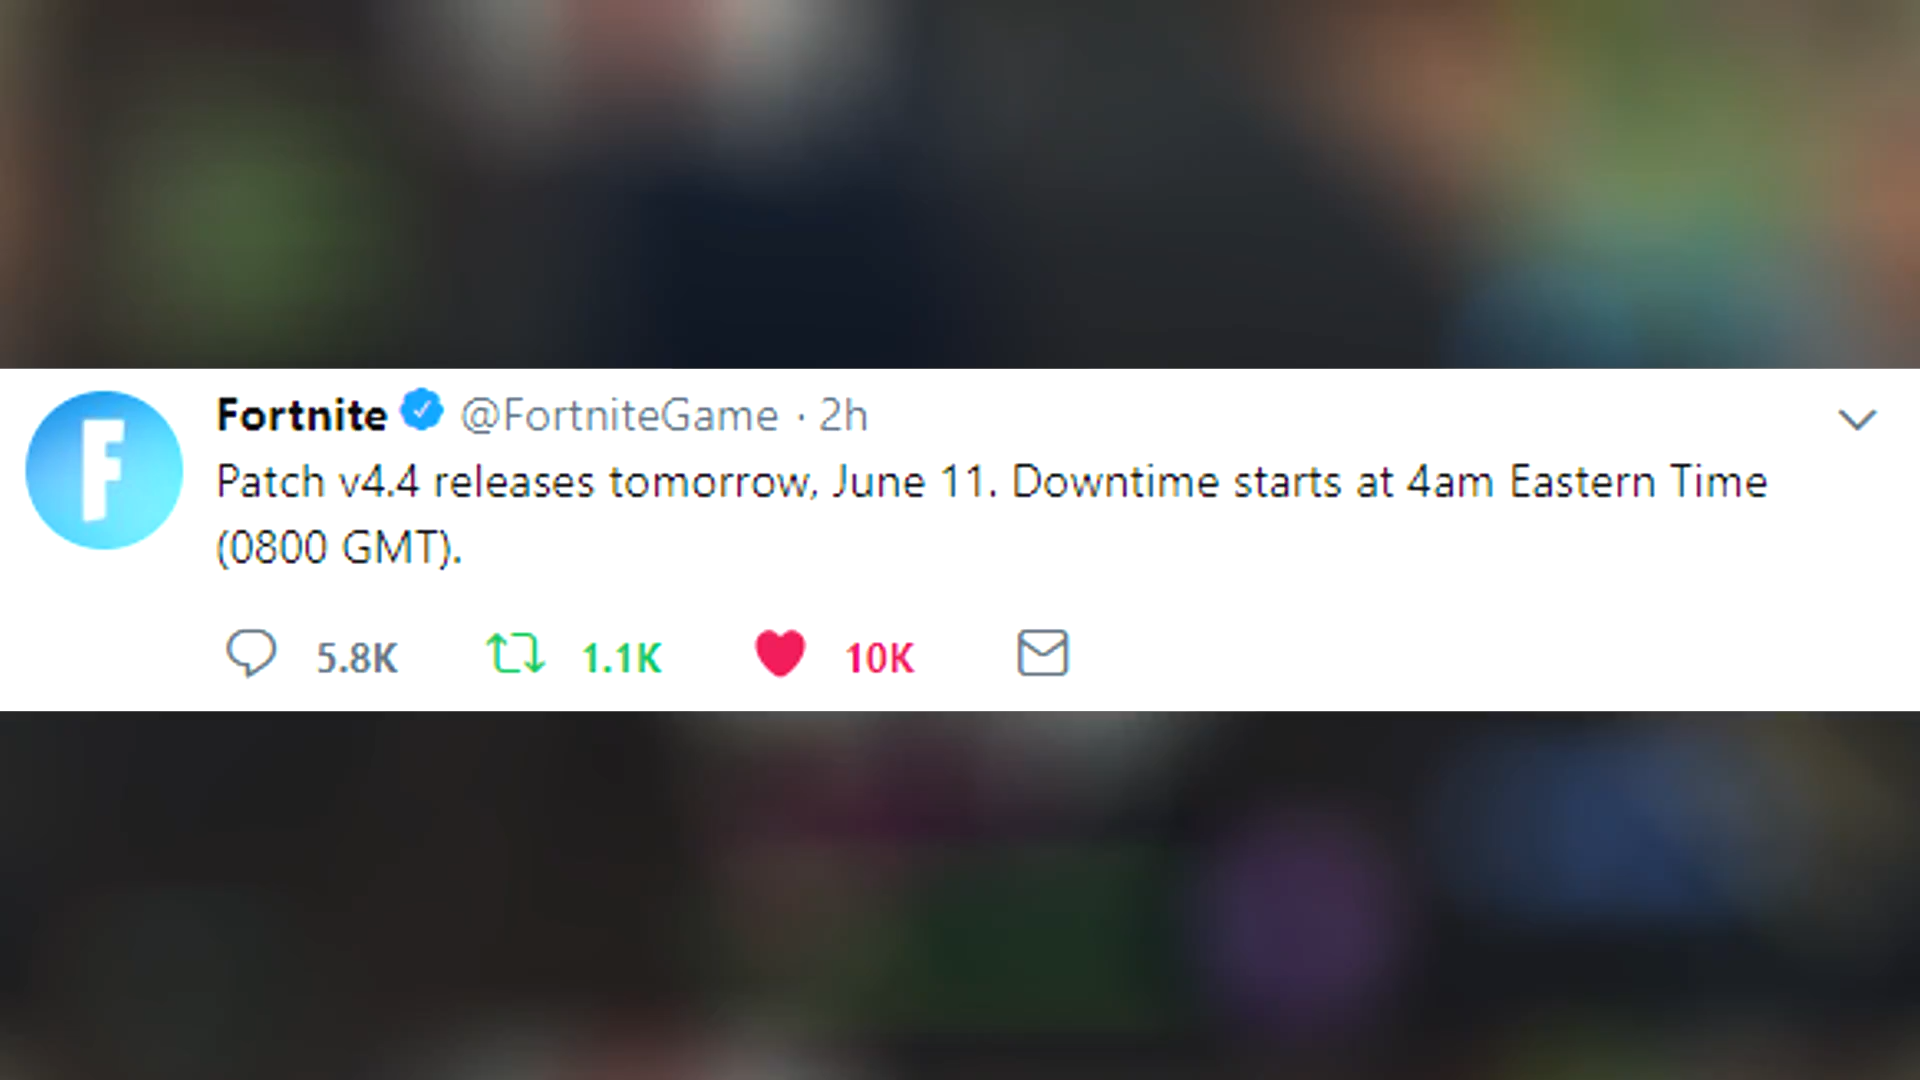 Fortnite @FortniteGame · 2h
Patch v4.4 releases tomorrow, June 11. Downtime starts at 4am Eastern Time
(0800 GMT).
5.8K 1.1K 10K